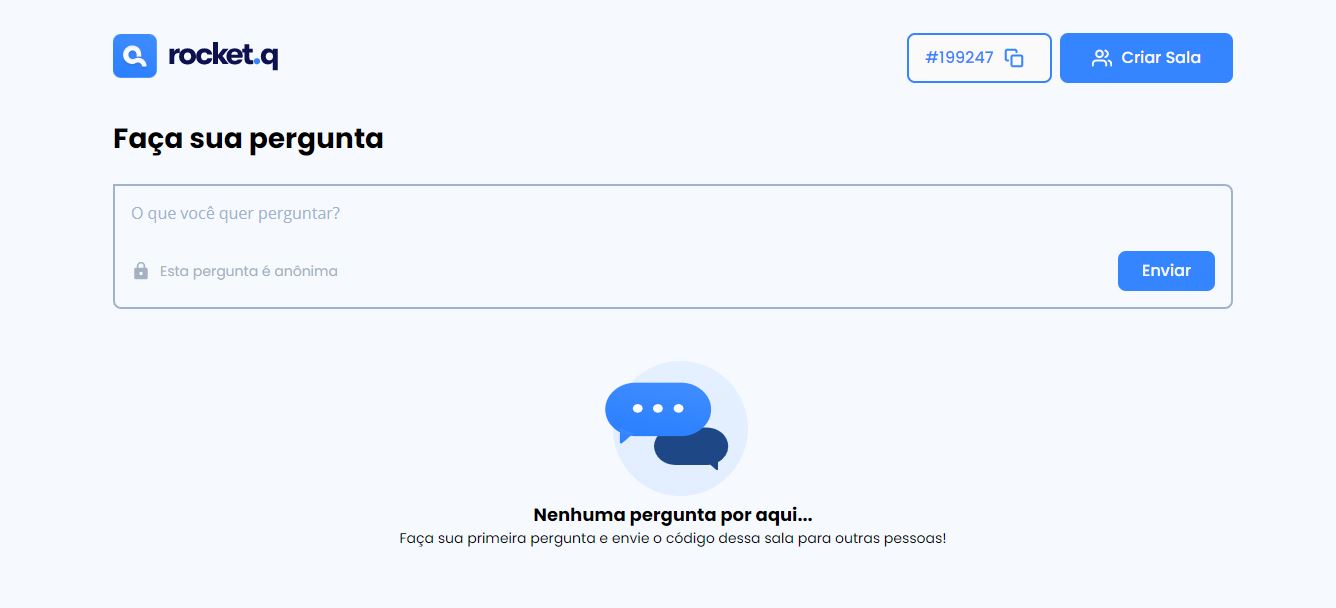 rocket.q
#199247
Criar Sala
Faça sua pergunta
O que você quer perguntar?
Esta pergunta é anônima
Enviar
Nenhuma pergunta por aqui...
Faça sua primeira pergunta e envie o código dessa sala para outras pessoas!